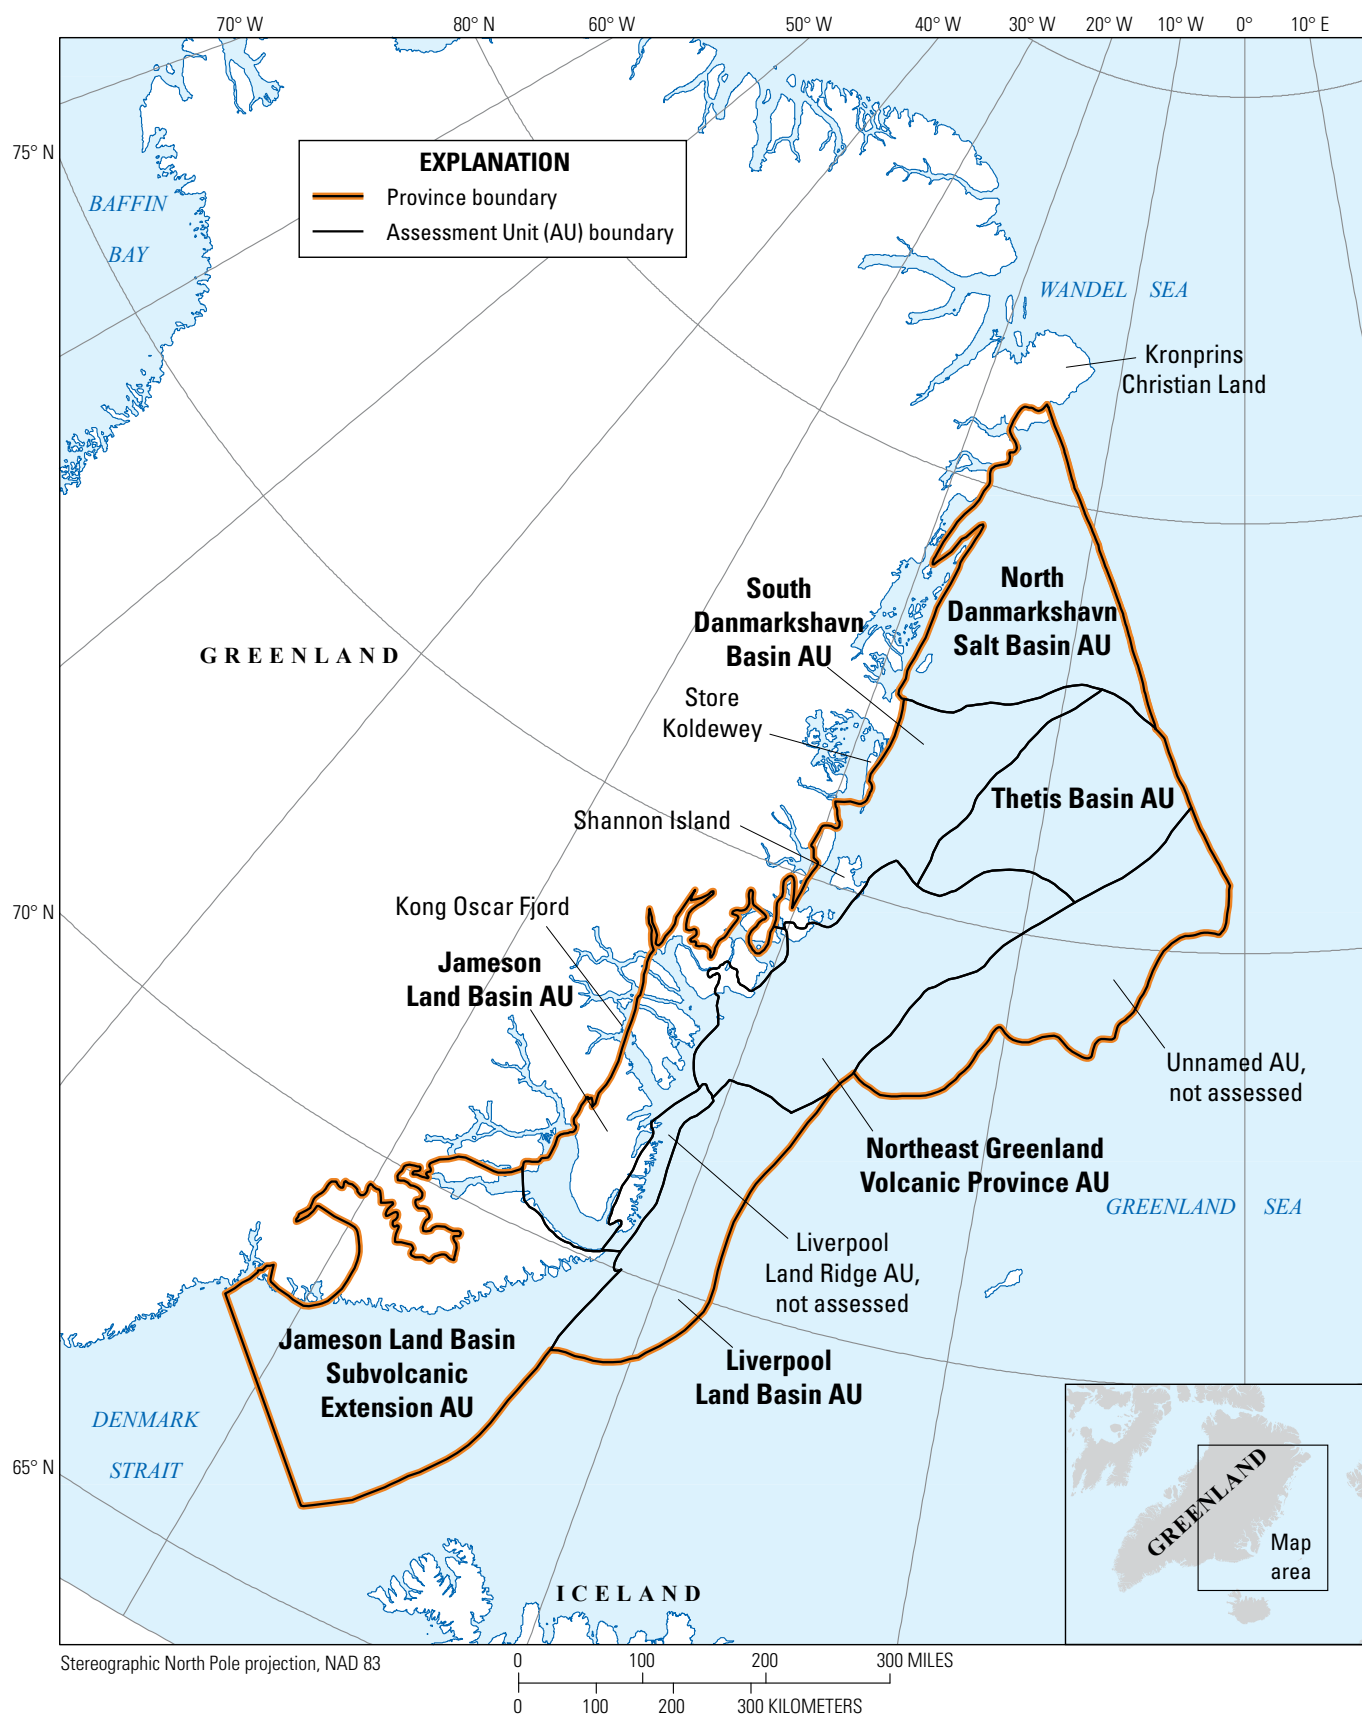 70° W
80° N
60° W
50° W
40° W
30° W
20° W
10° W
0°
10° E
75° N
EXPLANATION
Province boundary
Assessment Unit (AU) boundary
BAFFIN
BAY
WANDEL SEA
Kronprins
Christian Land
South
Danmarkshavn
Basin AU
North
Danmarkshavn
Salt Basin AU
GREENLAND
Store
Koldewey
Thetis Basin AU
Shannon Island
Kong Oscar Fjord
70° N
Jameson
Land Basin AU
Unnamed AU,
not assessed
Northeast Greenland
Volcanic Province AU
GREENLAND SEA
Liverpool
Land Ridge AU,
not assessed
Jameson Land Basin
Subvolcanic
Extension AU
Liverpool
Land Basin AU
DENMARK
STRAIT
65° N
GREENLAND
Map
area
ICELAND
Stereographic North Pole projection, NAD 83
0 100 200 300 MILES
0 100 200 300 KILOMETERS